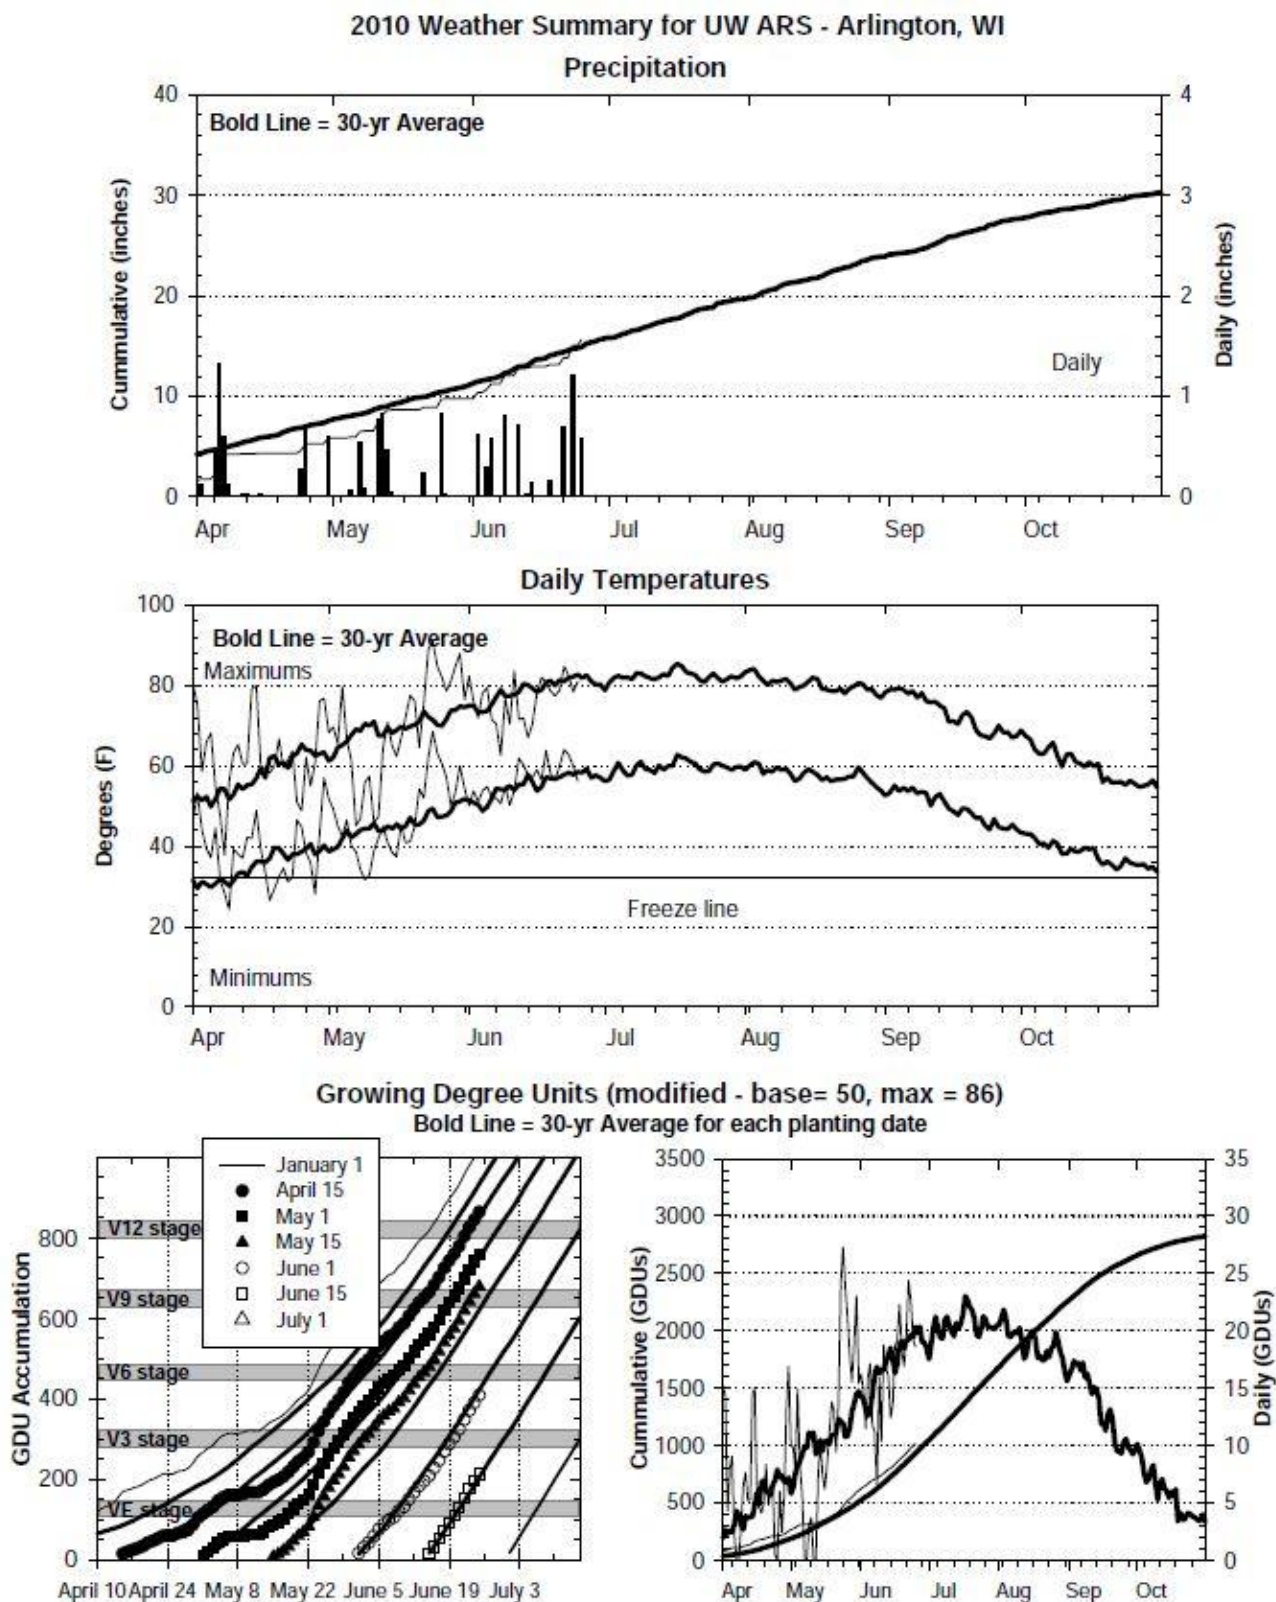 2010 Weather Summary for UW ARS - Arlington, WI
Precipitation
40
4
Bold Line = 30-yr Average
30
3
Cummulative (inches)
Daily (inches)
20
2
Daily
10
1
0
0
Apr May Jun Jul Aug Sep Oct
Daily Temperatures
100
Bold Line = 30-yr Average
Maximums
80
60
Degrees (F)
40
Freeze line
20
Minimums
0
Apr May Jun Jul Aug Sep Oct
Growing Degree Units (modified - base= 50, max = 86)
Bold Line = 30-yr Average for each planting date
January 1
April 15
May 1
May 15
June 1
June 15
July 1
V12 stage
V9 stage
V6 stage
V3 stage
VE stage
800
600
400
200
0
GDU Accumulation
April 10 April 24 May 8 May 22 June 5 June 19 July 3
3500
3000
2500
2000
1500
1000
500
0
Cummulative (GDUs)
35
30
25
20
15
10
5
0
Daily (GDUs)
Apr May Jun Jul Aug Sep Oct